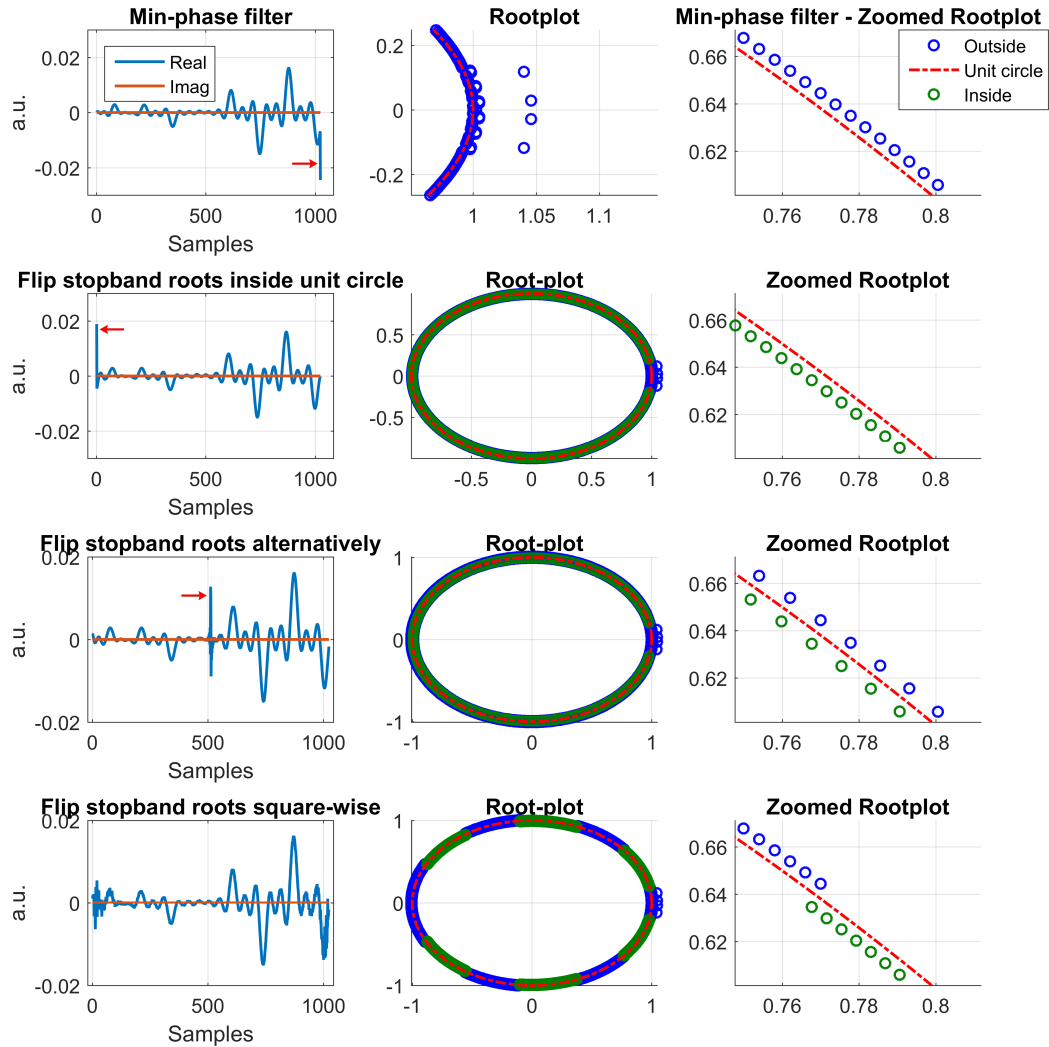 Min-phase filter
Rootplot
Min-phase filter - Zoomed Rootplot
0.02
0
-0.02
a.u.
Real
Imag
0
500
1000
Samples
0.2
0
-0.2
1
1.05
1.1
0.66
0.64
0.62
Outside
Unit circle
Inside
0.76
0.78
0.8
Flip stopband roots inside unit circle
Root-plot
Zoomed Rootplot
0.02
0
-0.02
a.u.
0
500
1000
Samples
0.5
0
-0.5
-0.5
0
0.5
1
0.66
0.64
0.62
0.76
0.78
0.8
Flip stopband roots alternatively
Root-plot
Zoomed Rootplot
0.02
0
-0.02
a.u.
0
500
1000
Samples
1
0
-1
-1
0
1
0.66
0.64
0.62
0.76
0.78
0.8
Flip stopband roots square-wise
Root-plot
Zoomed Rootplot
0.02
0
-0.02
a.u.
0
500
1000
Samples
1
0
-1
-1
0
1
0.66
0.64
0.62
0.76
0.78
0.8